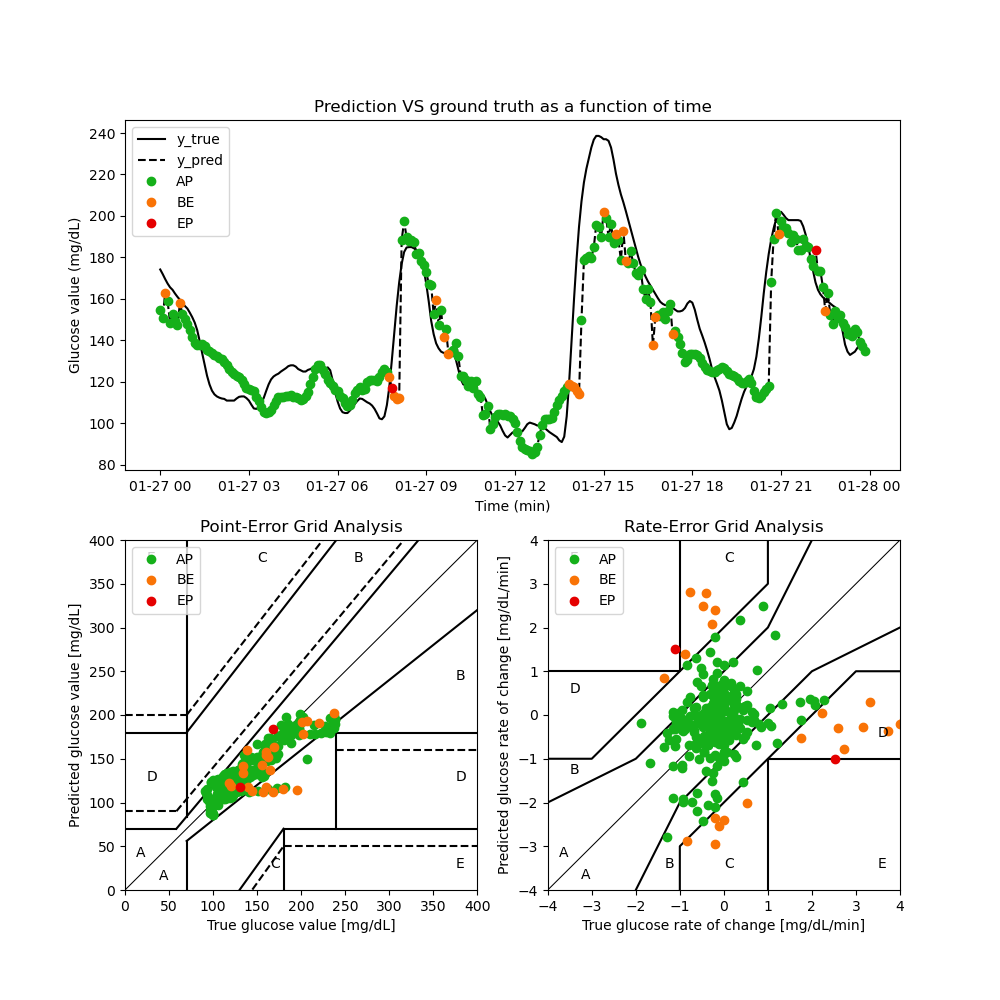 Prediction VS ground truth as a function of time
Glucose value (mg/dL)
240
220
200
180
160
140
120
100
80
y_true
y_pred
AP
BE
EP
01-27 00 01-27 03 01-27 06 01-27 09 01-27 12 01-27 15 01-27 18 01-27 21 01-28 00
Time (min)
Point-Error Grid Analysis
Predicted glucose value [mg/dL]
400
350
300
250
200
150
100
50
0
AP
BE
EP
C
B
B
D
D
A
A
C
E
0 50 100 150 200 250 300 350 400
True glucose value [mg/dL]
Rate-Error Grid Analysis
Predicted glucose rate of change [mg/dL/min]
4
3
2
1
0
−1
−2
−3
−4
AP
BE
EP
C
D
D
B
A
A
B
C
E
−4 −3 −2 −1 0 1 2 3 4
True glucose rate of change [mg/dL/min]